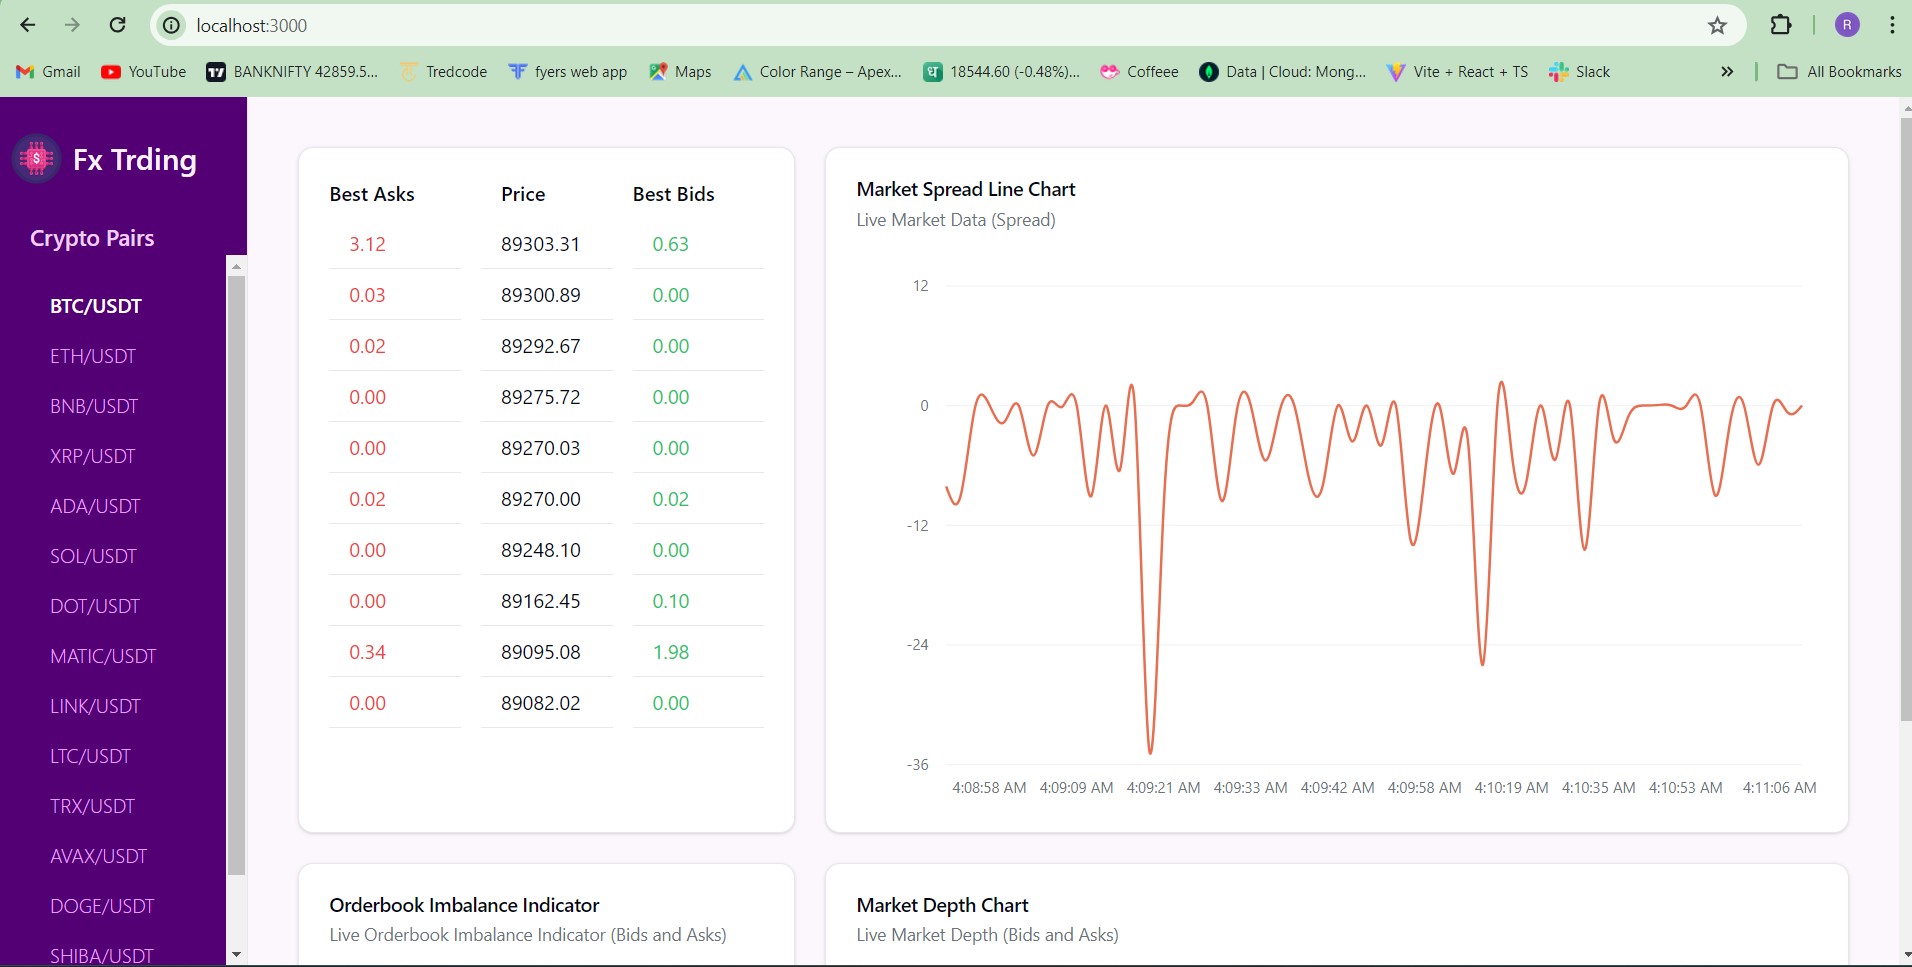 localhost:3000
Gmail YouTube BANKNIFTY 42859.5... Tredcode fyers web app Maps Color Range – Apex... 18544.60 (-0.48%)... Coffeee Data | Cloud: Mong... Vite + React + TS Slack » All Bookmarks
R
Fx Trding
Crypto Pairs
BTC/USDT
ETH/USDT
BNB/USDT
XRP/USDT
ADA/USDT
SOL/USDT
DOT/USDT
MATIC/USDT
LINK/USDT
LTC/USDT
TRX/USDT
AVAX/USDT
DOGE/USDT
SHIBA/USDT
Best Asks Price Best Bids
3.12 89303.31 0.63
0.03 89300.89 0.00
0.02 89292.67 0.00
0.00 89275.72 0.00
0.00 89270.03 0.00
0.02 89270.00 0.02
0.00 89248.10 0.00
0.00 89162.45 0.10
0.34 89095.08 1.98
0.00 89082.02 0.00
Market Spread Line Chart
Live Market Data (Spread)
12
0
-12
-24
-36
4:08:58 AM 4:09:09 AM 4:09:21 AM 4:09:33 AM 4:09:42 AM 4:09:58 AM 4:10:19 AM 4:10:35 AM 4:10:53 AM 4:11:06 AM
Orderbook Imbalance Indicator
Live Orderbook Imbalance Indicator (Bids and Asks)
Market Depth Chart
Live Market Depth (Bids and Asks)